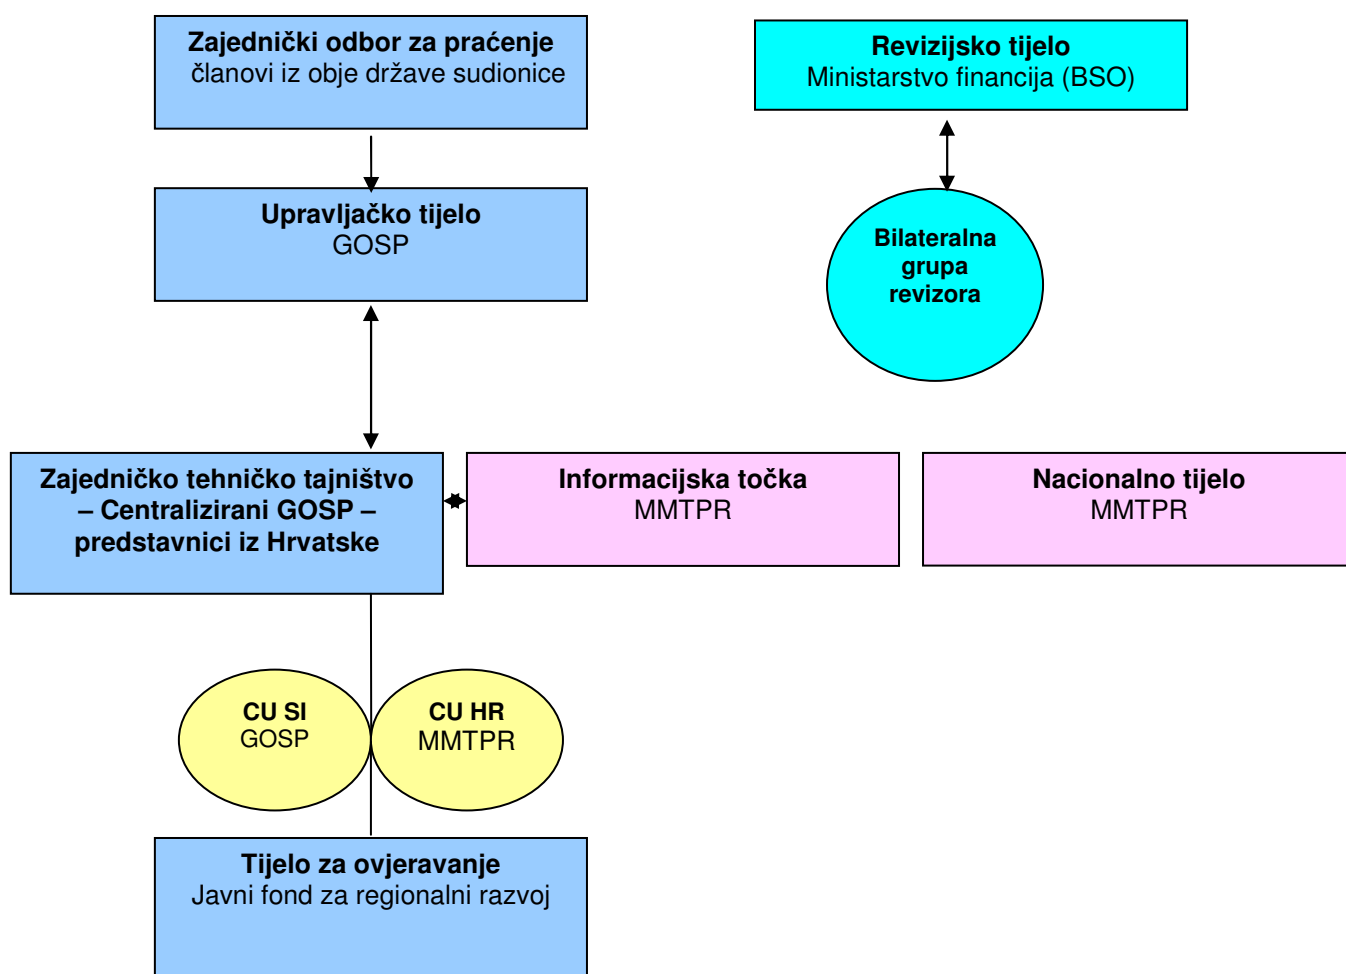 Zajednički odbor za praćenje
članovi iz obje države sudionice
Revizijsko tijelo
Ministarstvo financija (BSO)
Upravljačko tijelo
GOSP
Bilateralna
grupa
revizora
Zajedničko tehničko tajništvo
– Centralizirani GOSP –
predstavnici iz Hrvatske
Informacijska točka
MMTPR
Nacionalno tijelo
MMTPR
CU SI
GOSP
CU HR
MMTPR
Tijelo za ovjeravanje
Javni fond za regionalni razvoj